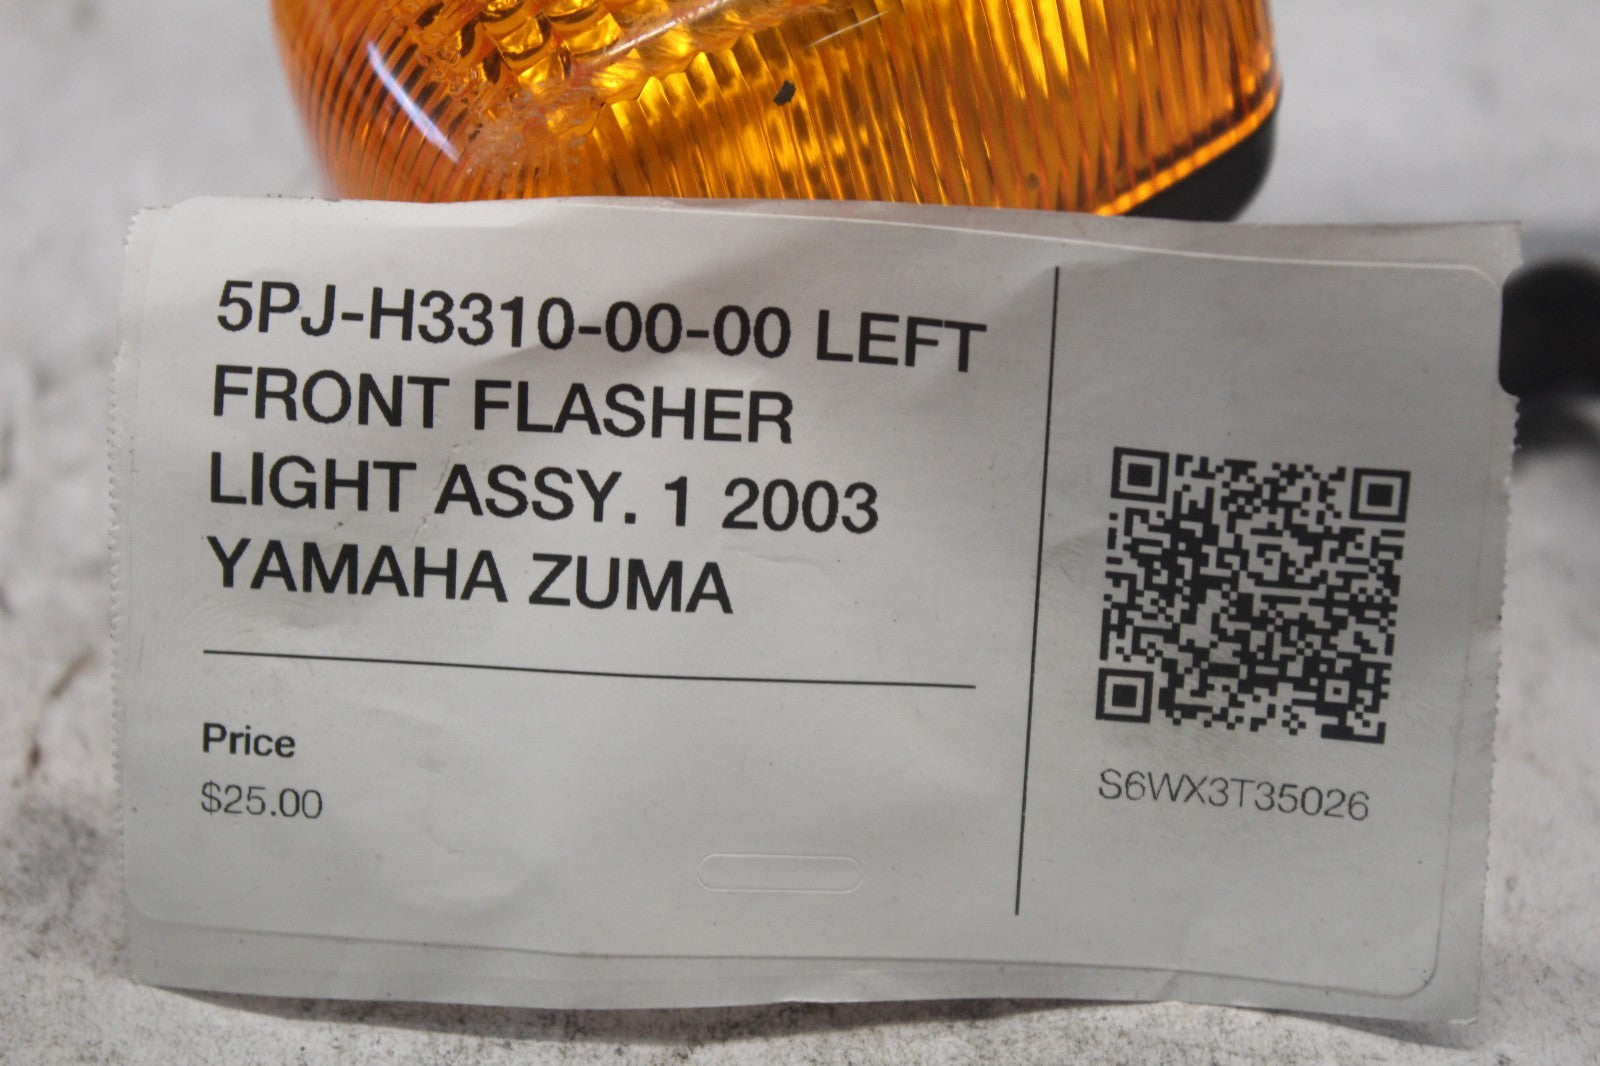 5PJ-H3310-00-00 LEFT
FRONT FLASHER
LIGHT ASSY. 1 2003
YAMAHA ZUMA
Price
$25.00
S6WX3T35026